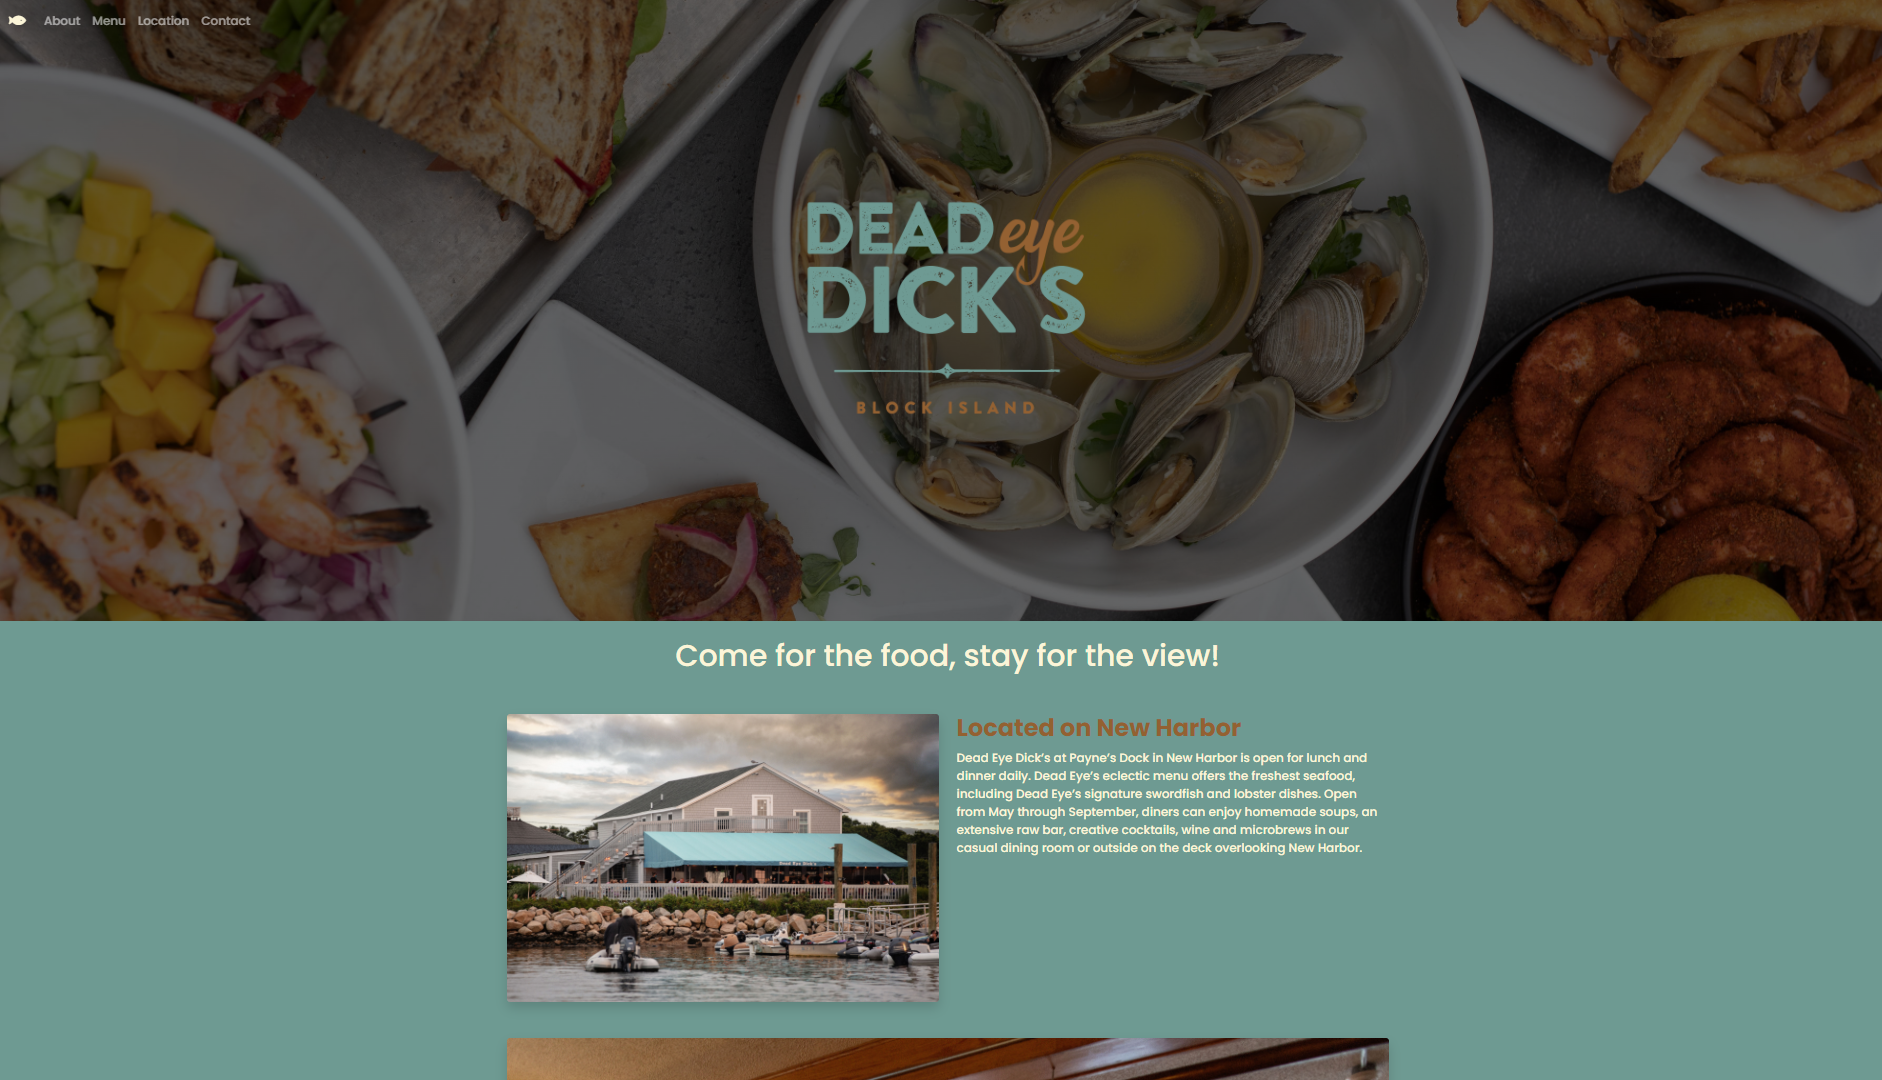 About Menu Location Contact
DEAD eye
DICK'S
BLOCK ISLAND
Come for the food, stay for the view!
Located on New Harbor
Dead Eye Dick’s at Payne’s Dock in New Harbor is open for lunch and
dinner daily. Dead Eye’s eclectic menu offers the freshest seafood,
including Dead Eye’s signature swordfish and lobster dishes. Open
from May through September, diners can enjoy homemade soups, an
extensive raw bar, creative cocktails, wine and microbrews in our
casual dining room or outside on the deck overlooking New Harbor.
Dead Eye Dick's